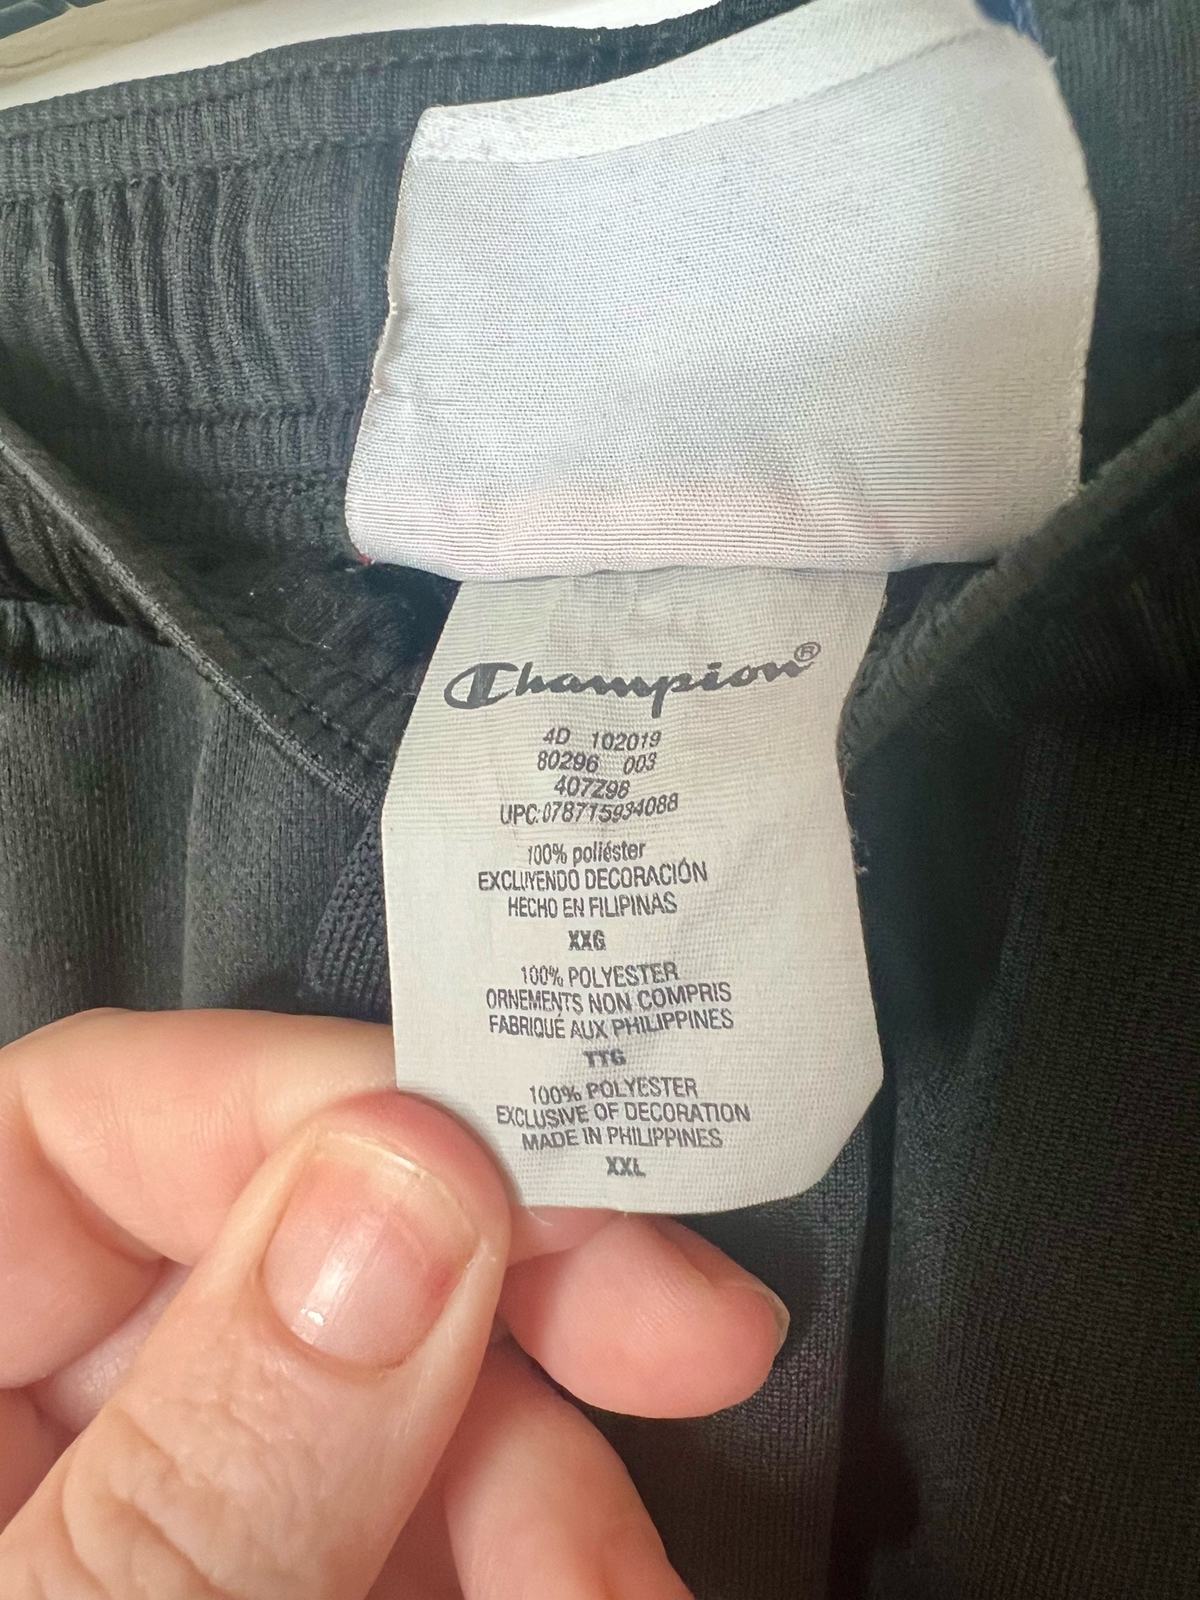 Champion®
4D 102019
80296 003
407Z98
UPC:078715934088
100% poliéster
EXCLUYENDO DECORACIÓN
HECHO EN FILIPINAS
XXG
100% POLYESTER
ORNEMENTS NON COMPRIS
FABRIQUÉ AUX PHILIPPINES
TTG
100% POLYESTER
EXCLUSIVE OF DECORATION
MADE IN PHILIPPINES
XXL